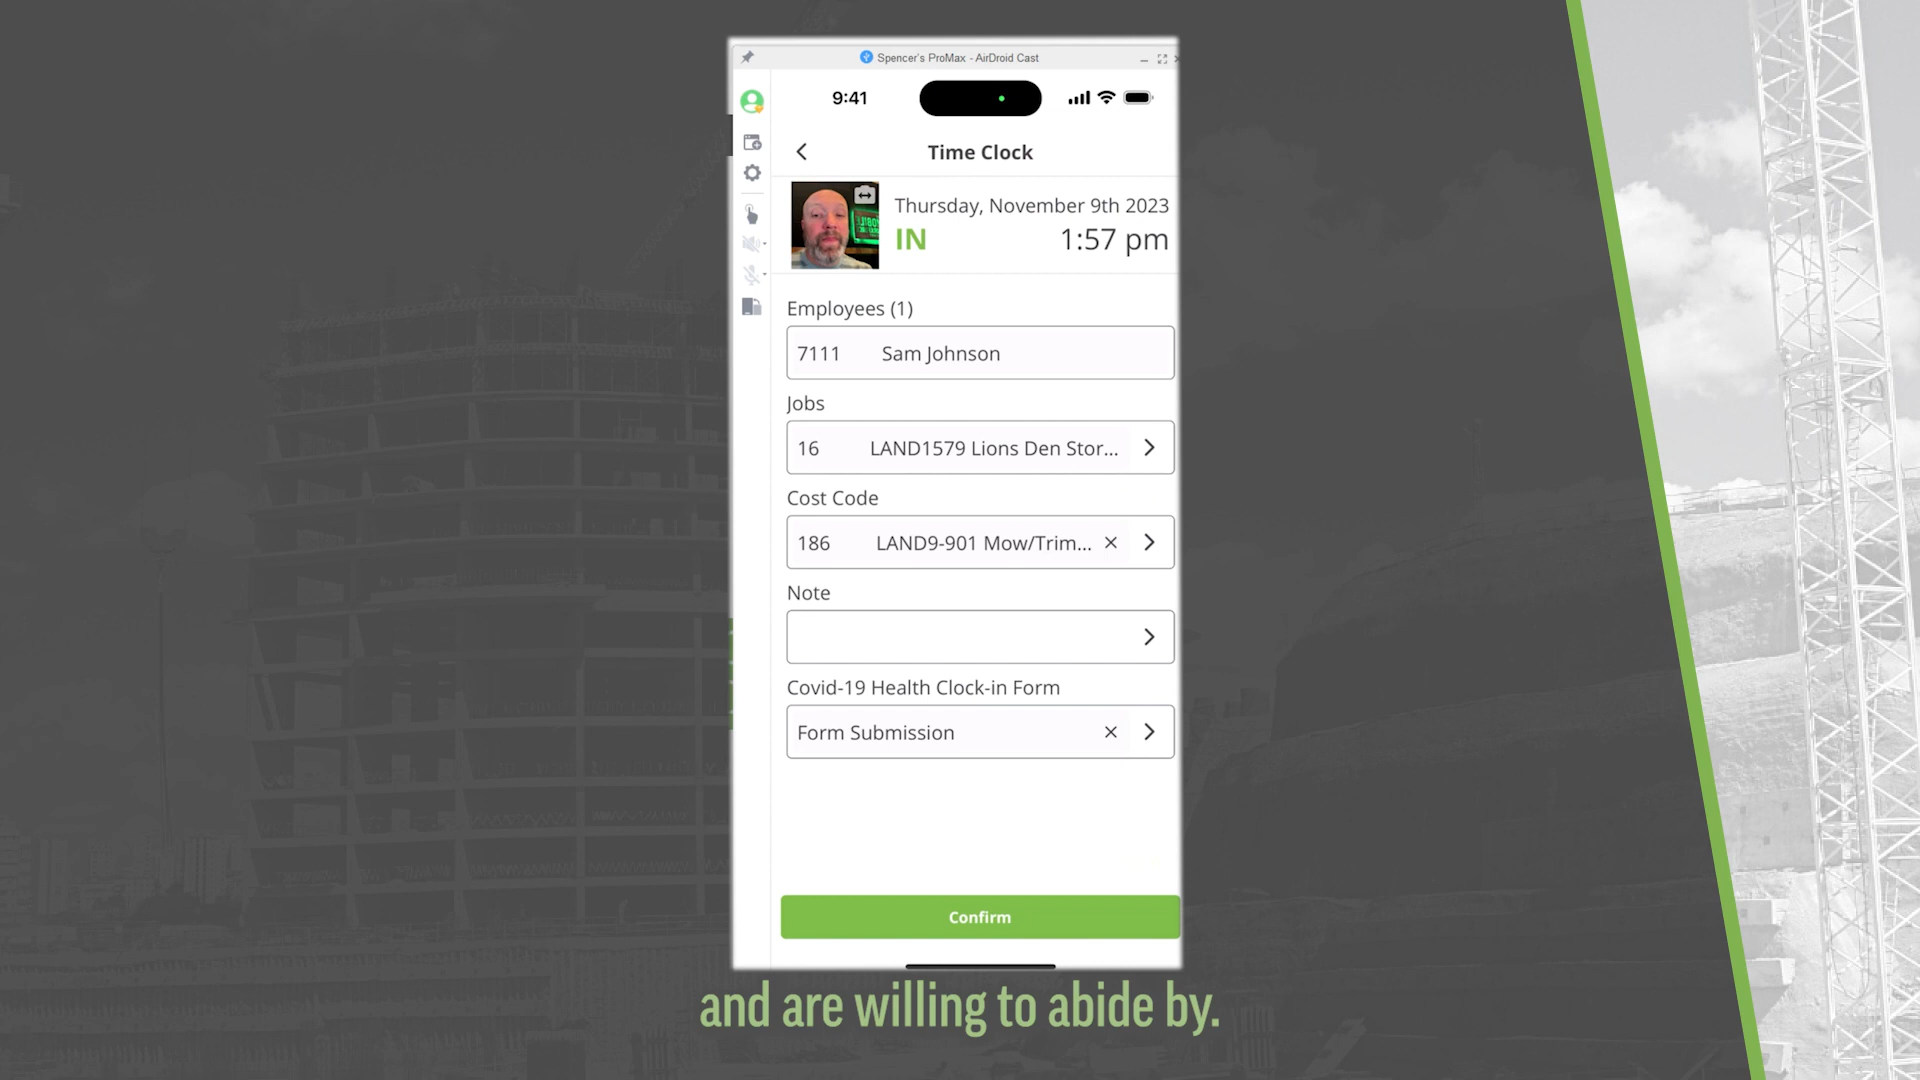 Spencer's ProMax - AirDroid Cast
9:41
Time Clock
Thursday, November 9th 2023
IN
1:57 pm
Employees (1)
7111 Sam Johnson
Jobs
16 LAND1579 Lions Den Stor...
Cost Code
186 LAND9-901 Mow/Trim...
Note
Covid-19 Health Clock-in Form
Form Submission
Confirm
and are willing to abide by.